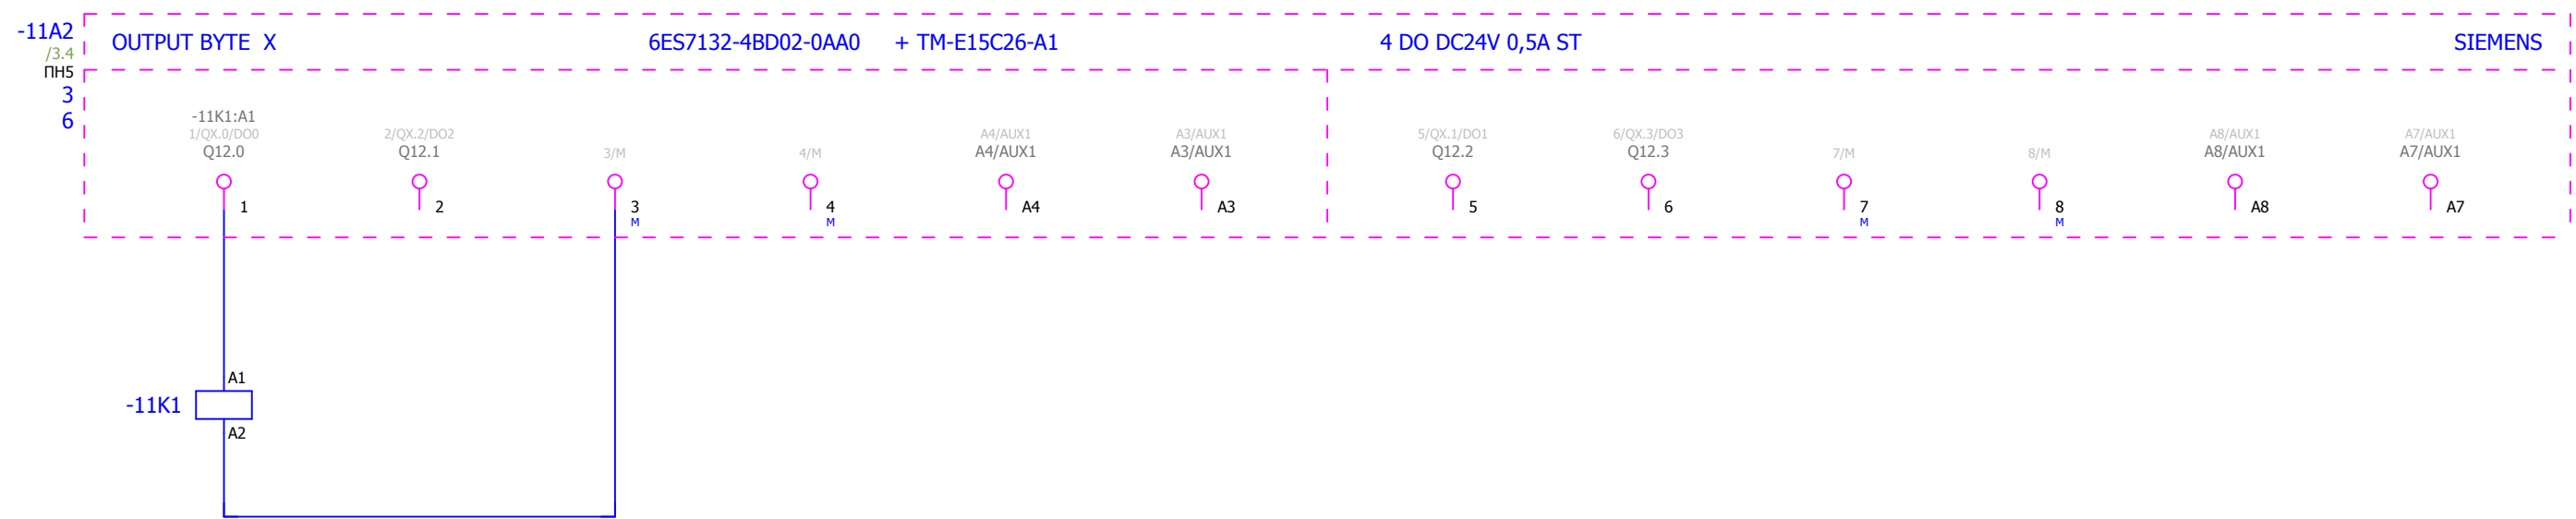 -11A2
/3.4
ПН5
3
6
OUTPUT BYTE X 6ES7132-4BD02-0AA0 + TM-E15C26-A1 4 DO DC24V 0,5A ST SIEMENS
-11K1:A1
1/QX.0/DO0 2/QX.2/DO2 A4/AUX1 A3/AUX1 5/QX.1/DO1 6/QX.3/DO3 A8/AUX1 A7/AUX1
Q12.0 Q12.1 3/M 4/M A4/AUX1 A3/AUX1 Q12.2 Q12.3 7/M 8/M A8/AUX1 A7/AUX1
1 2 3 4 A4 A3 5 6 7 8 A8 A7
M M M M
A1
-11K1
A2